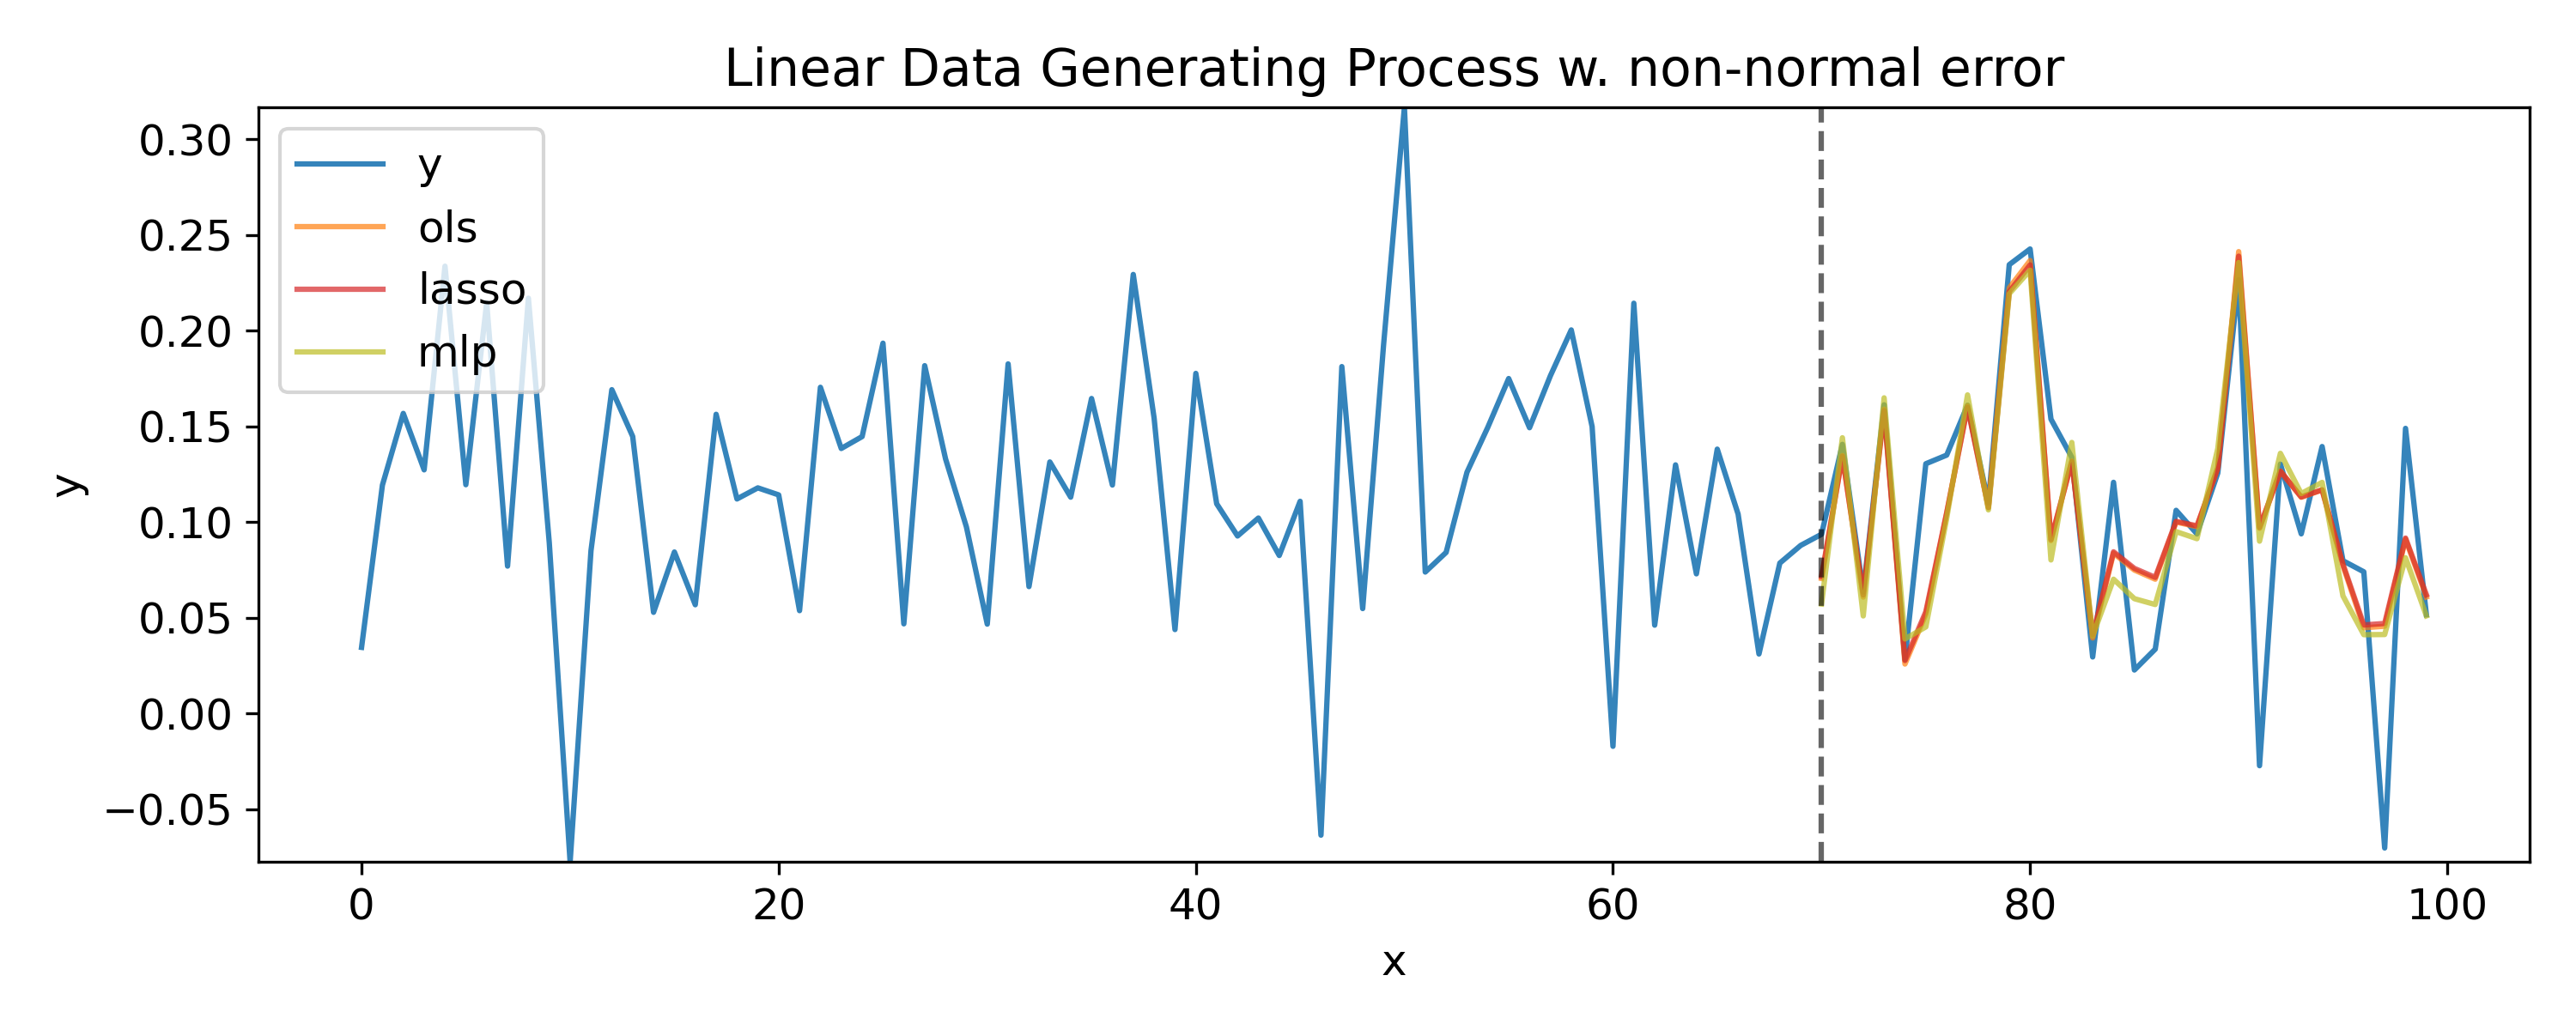 Linear Data Generating Process w. non-normal error
y
ols
lasso
mlp
0.30
0.25
0.20
0.15
0.10
0.05
0.00
−0.05
y
0 20 40 60 80 100
x